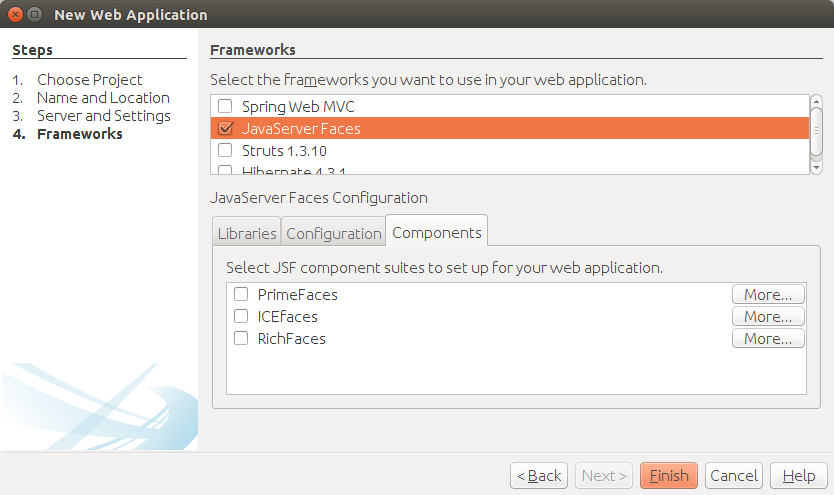 New Web Application
Steps
1. Choose Project
2. Name and Location
3. Server and Settings
4. Frameworks
Frameworks
Select the frameworks you want to use in your web application.
Spring Web MVC
JavaServer Faces
Struts 1.3.10
Hibernate 4.3.1
JavaServer Faces Configuration
Libraries Configuration Components
Select JSF component suites to set up for your web application.
PrimeFaces More...
ICEfaces More...
RichFaces More...
< Back Next > Finish Cancel Help